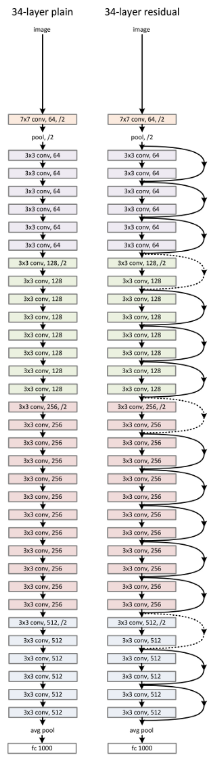 34-layer plain
image
7x7 conv, 64, /2
pool, /2
3x3 conv, 64
3x3 conv, 64
3x3 conv, 64
3x3 conv, 64
3x3 conv, 64
3x3 conv, 64
3x3 conv, 128, /2
3x3 conv, 128
3x3 conv, 128
3x3 conv, 128
3x3 conv, 128
3x3 conv, 128
3x3 conv, 128
3x3 conv, 128
3x3 conv, 256, /2
3x3 conv, 256
3x3 conv, 256
3x3 conv, 256
3x3 conv, 256
3x3 conv, 256
3x3 conv, 256
3x3 conv, 256
3x3 conv, 256
3x3 conv, 256
3x3 conv, 256
3x3 conv, 256
3x3 conv, 512, /2
3x3 conv, 512
3x3 conv, 512
3x3 conv, 512
3x3 conv, 512
3x3 conv, 512
avg pool
fc 1000
34-layer residual
image
7x7 conv, 64, /2
pool, /2
3x3 conv, 64
3x3 conv, 64
3x3 conv, 64
3x3 conv, 64
3x3 conv, 64
3x3 conv, 64
3x3 conv, 128, /2
3x3 conv, 128
3x3 conv, 128
3x3 conv, 128
3x3 conv, 128
3x3 conv, 128
3x3 conv, 128
3x3 conv, 128
3x3 conv, 256, /2
3x3 conv, 256
3x3 conv, 256
3x3 conv, 256
3x3 conv, 256
3x3 conv, 256
3x3 conv, 256
3x3 conv, 256
3x3 conv, 256
3x3 conv, 256
3x3 conv, 256
3x3 conv, 256
3x3 conv, 512, /2
3x3 conv, 512
3x3 conv, 512
3x3 conv, 512
3x3 conv, 512
3x3 conv, 512
avg pool
fc 1000